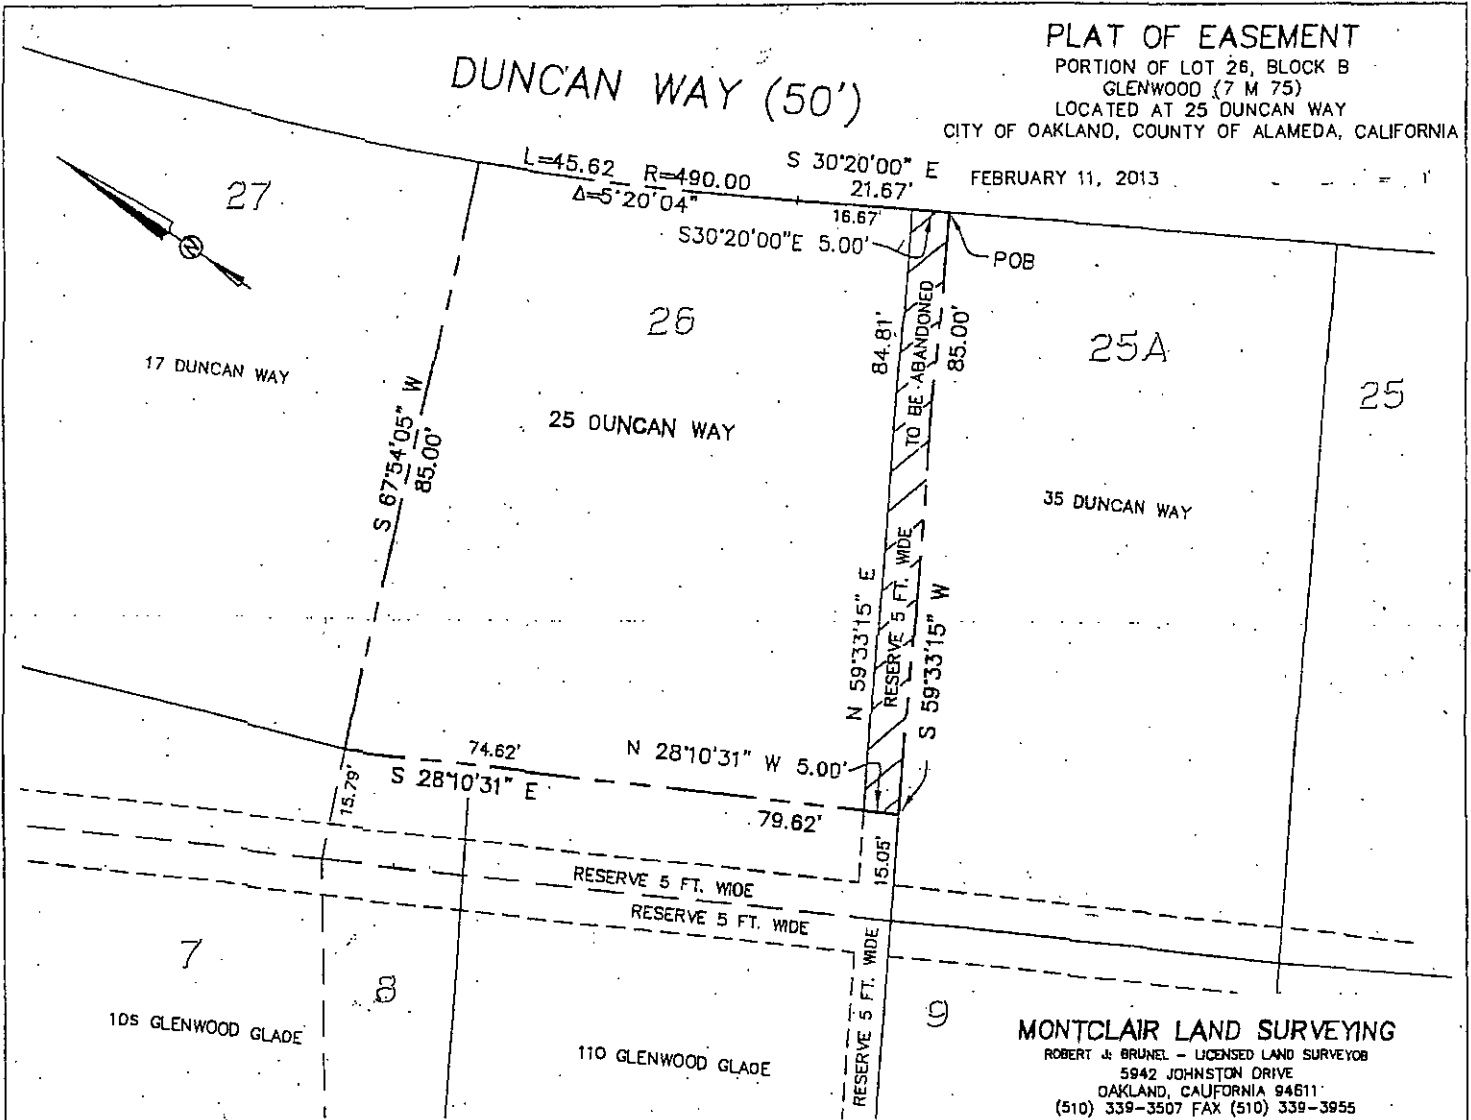 PLAT OF EASEMENT
PORTION OF LOT 26, BLOCK B
GLENWOOD (7 M 75)
LOCATED AT 25 DUNCAN WAY
CITY OF OAKLAND, COUNTY OF ALAMEDA, CALIFORNIA
FEBRUARY 11, 2013
DUNCAN WAY (50')
L=45.62 R=490.00
Δ=5°20'04"
S 30°20'00" E
21.67'
16.67'
S30°20'00"E 5.00'
POB
27
26
25A
25
17 DUNCAN WAY
25 DUNCAN WAY
35 DUNCAN WAY
S 67°54'05" W
85.00'
84.81'
TO BE ABANDONED
85.00'
N 59°33'15" E
RESERVE 5 FT. WIDE
S 59°33'15" W
74.62'
S 28°10'31" E
N 28°10'31" W 5.00'
79.62'
15.79'
15.05'
RESERVE 5 FT. WIDE
RESERVE 5 FT. WIDE
RESERVE 5 FT. WIDE
7
8
9
105 GLENWOOD GLADE
110 GLENWOOD GLADE
MONTCLAIR LAND SURVEYING
ROBERT J. BRUNEL - LICENSED LAND SURVEYOR
5942 JOHNSTON DRIVE
OAKLAND, CALIFORNIA 94611
(510) 339-3507 FAX (510) 339-3955